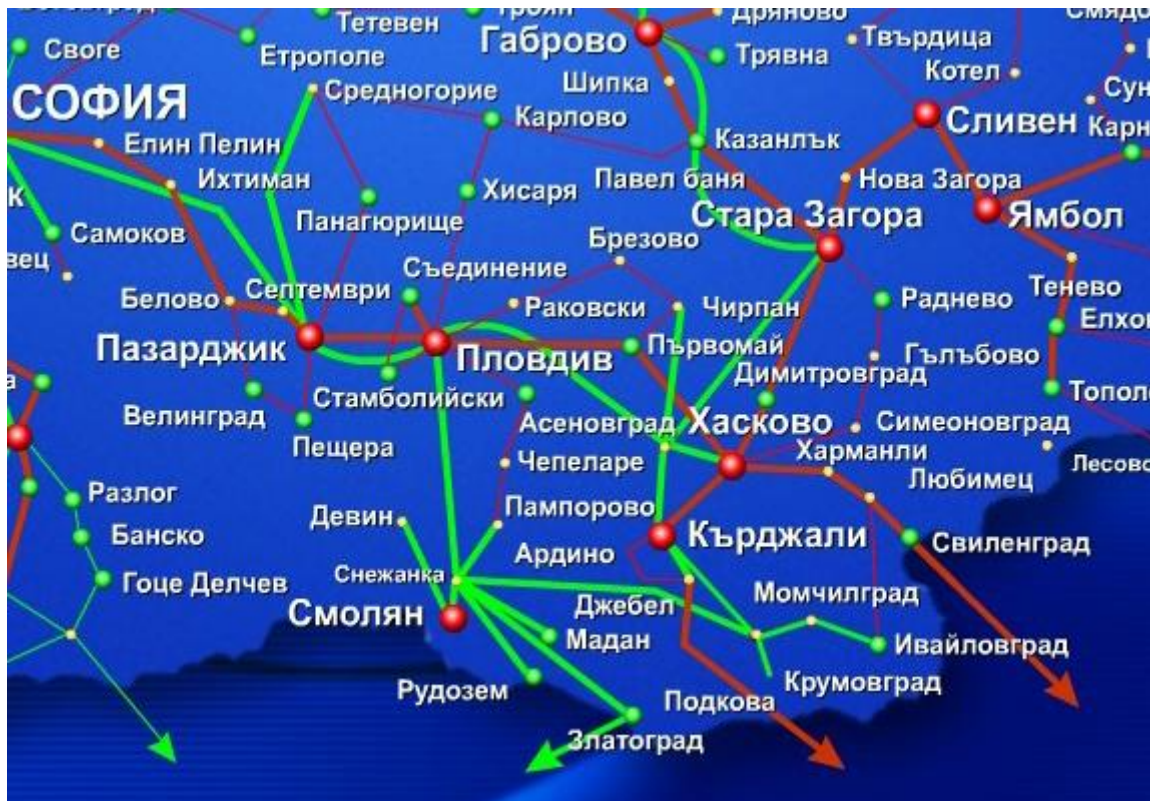 Тетевен
Троян
Дряново
Своге
Етрополе
Габрово
Трявна
Твърдица
Шипка
Котел
Средногорие
СОФИЯ
Карлово
Казанлък
Сливен
Елин Пелин
Ихтиман
Хисаря
Павел баня
Нова Загора
Панагюрище
Стара Загора
Ямбол
Самоков
Брезово
Съединение
Септември
Белово
Раковски
Чирпан
Раднево
Тенево
Пазарджик
Пловдив
Първомай
Гълъбово
Димитровград
Велинград
Стамболийски
Асеновград
Хасково
Симеоновград
Пещера
Чепеларе
Харманли
Любимец
Разлог
Девин
Пампорово
Банско
Ардино
Кърджали
Свиленград
Гоце Делчев
Снежанка
Смолян
Джебел
Момчилград
Мадан
Ивайловград
Рудозем
Подкова
Крумовград
Златоград